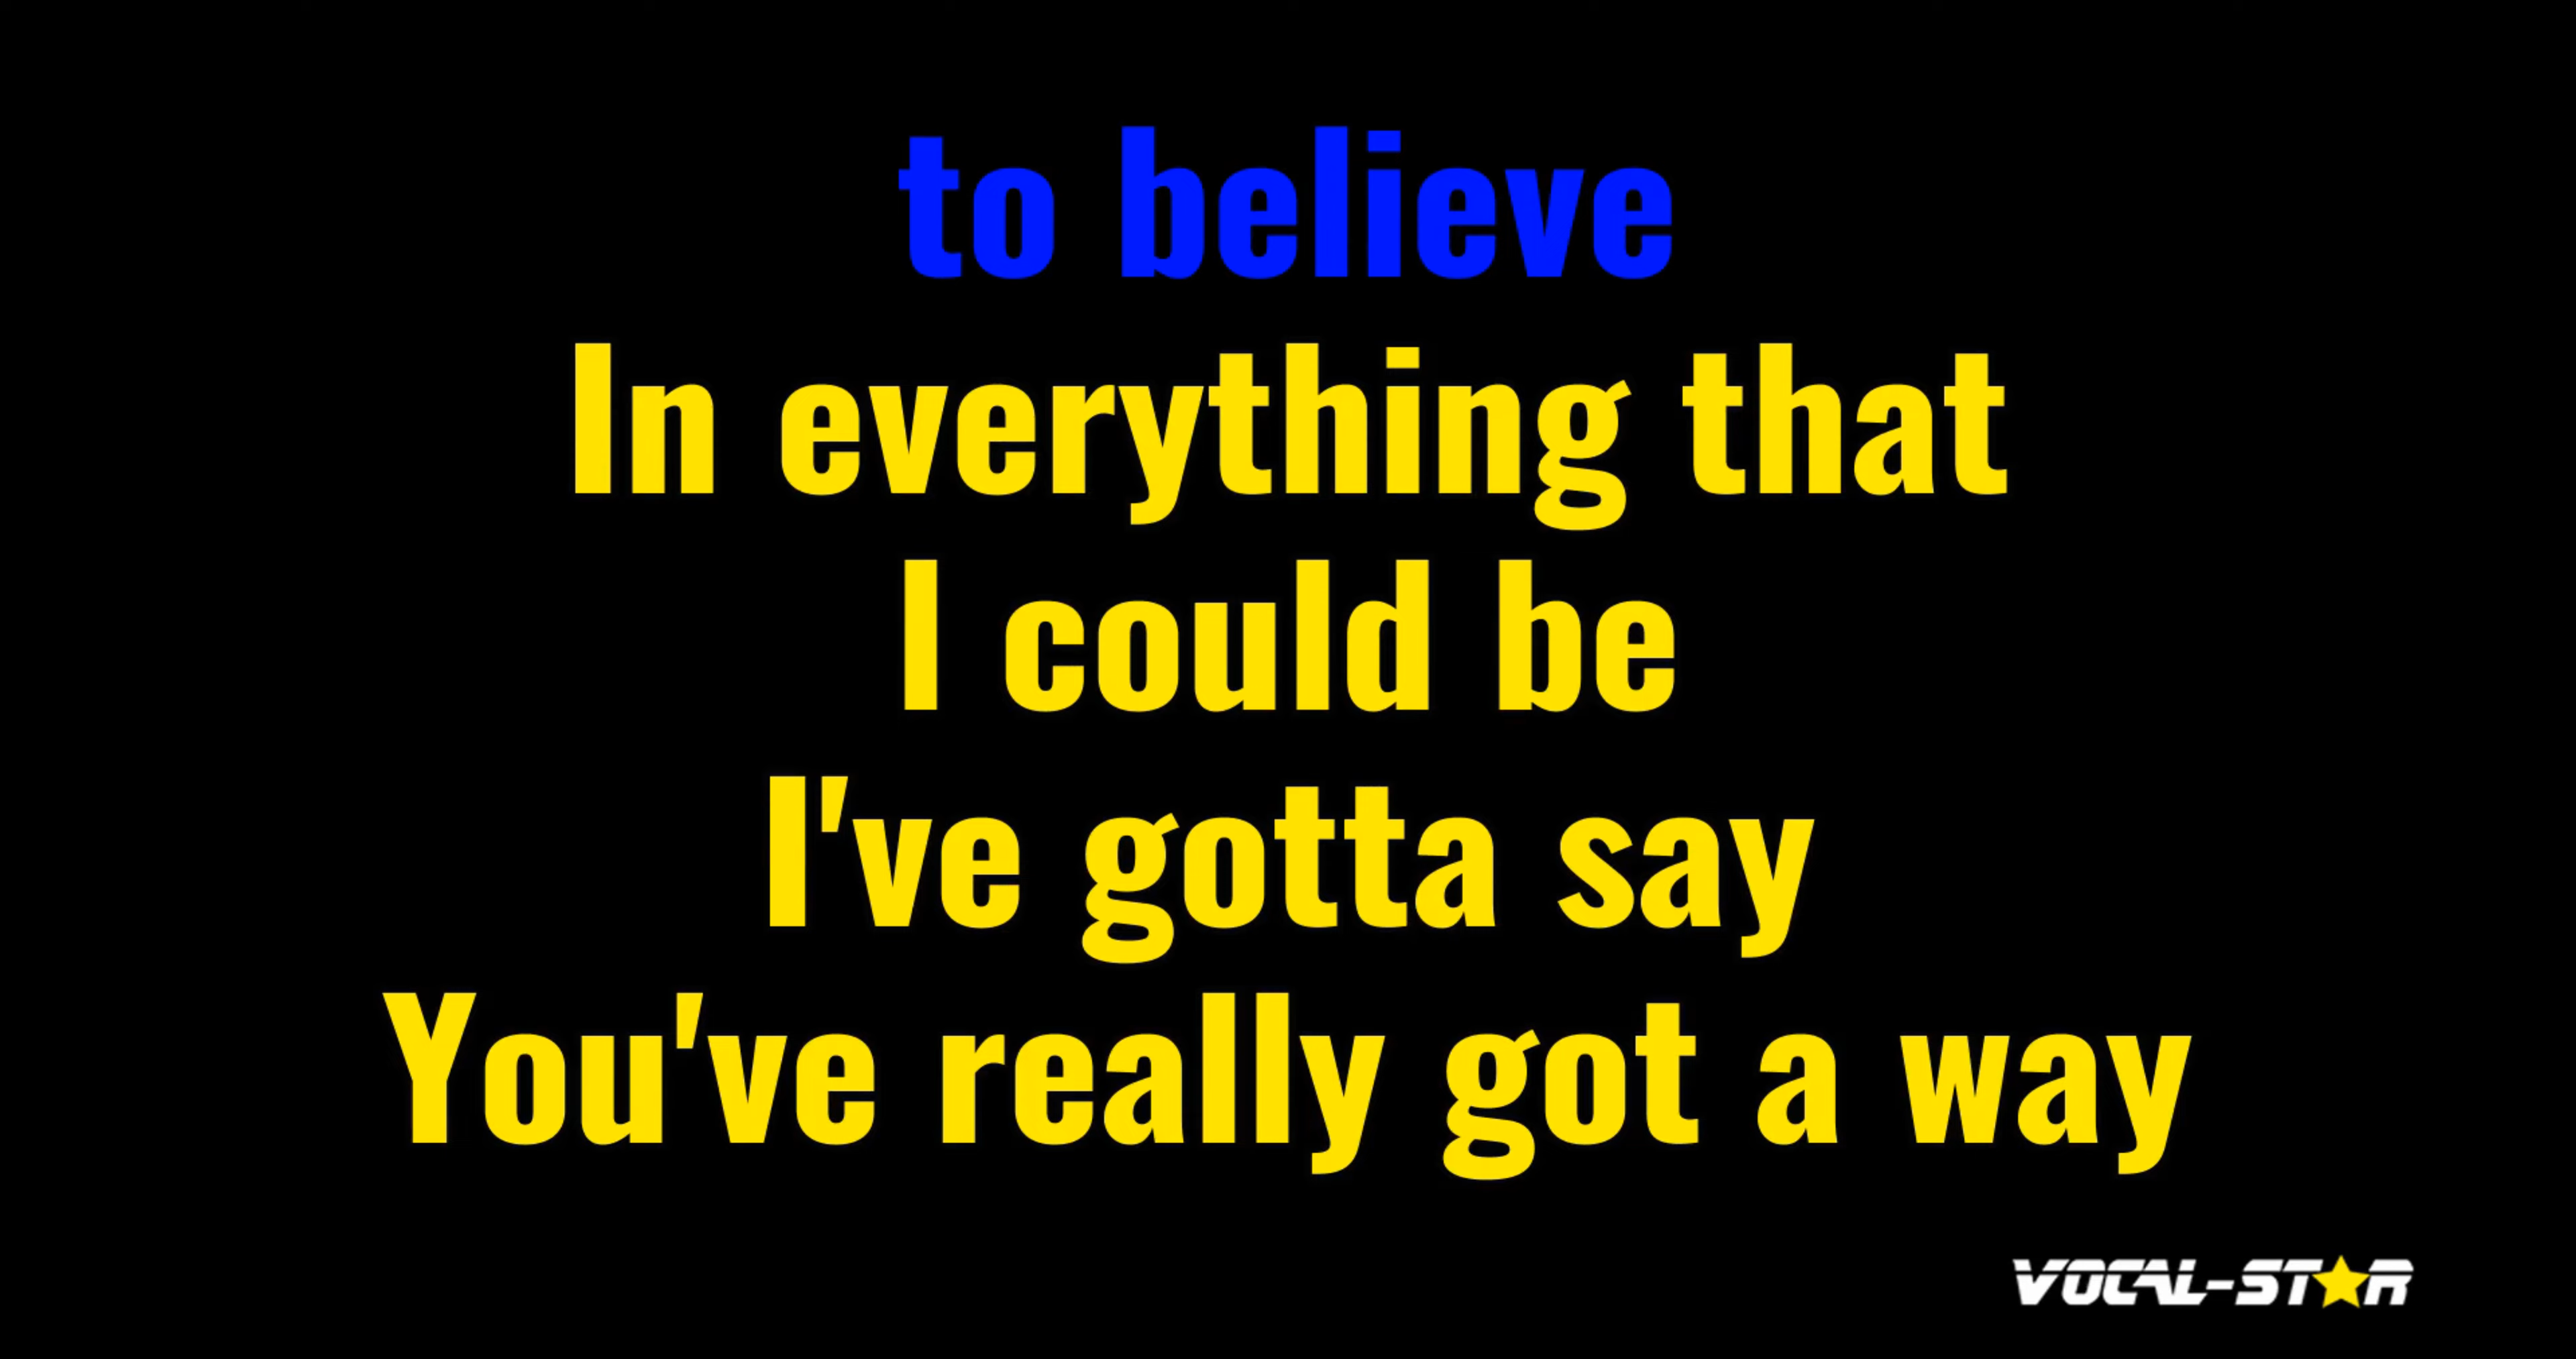 to believe
In everything that
I could be
I've gotta say
You've really got a way
VOCAL-STAR